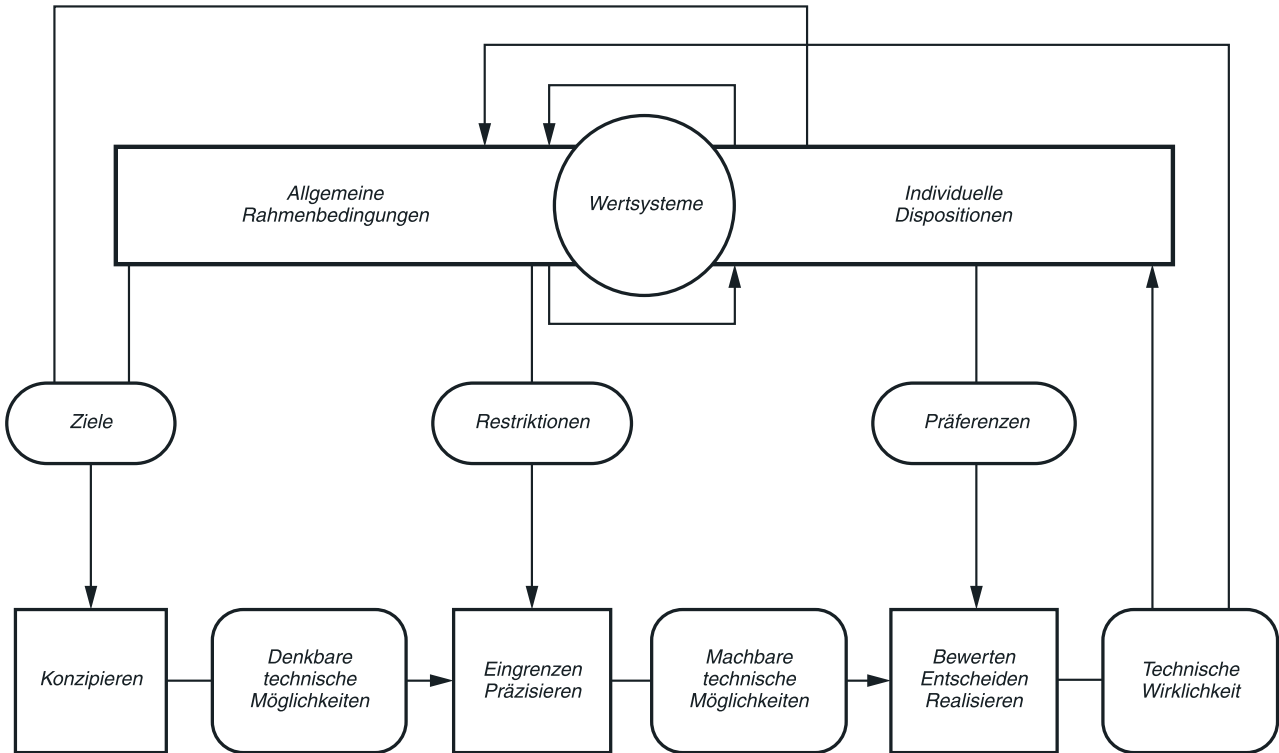 Allgemeine
Rahmenbedingungen
Wertsysteme
Individuelle
Dispositionen
Ziele
Restriktionen
Präferenzen
Konzipieren
Denkbare
technische
Möglichkeiten
Eingrenzen
Präzisieren
Machbare
technische
Möglichkeiten
Bewerten
Entscheiden
Realisieren
Technische
Wirklichkeit